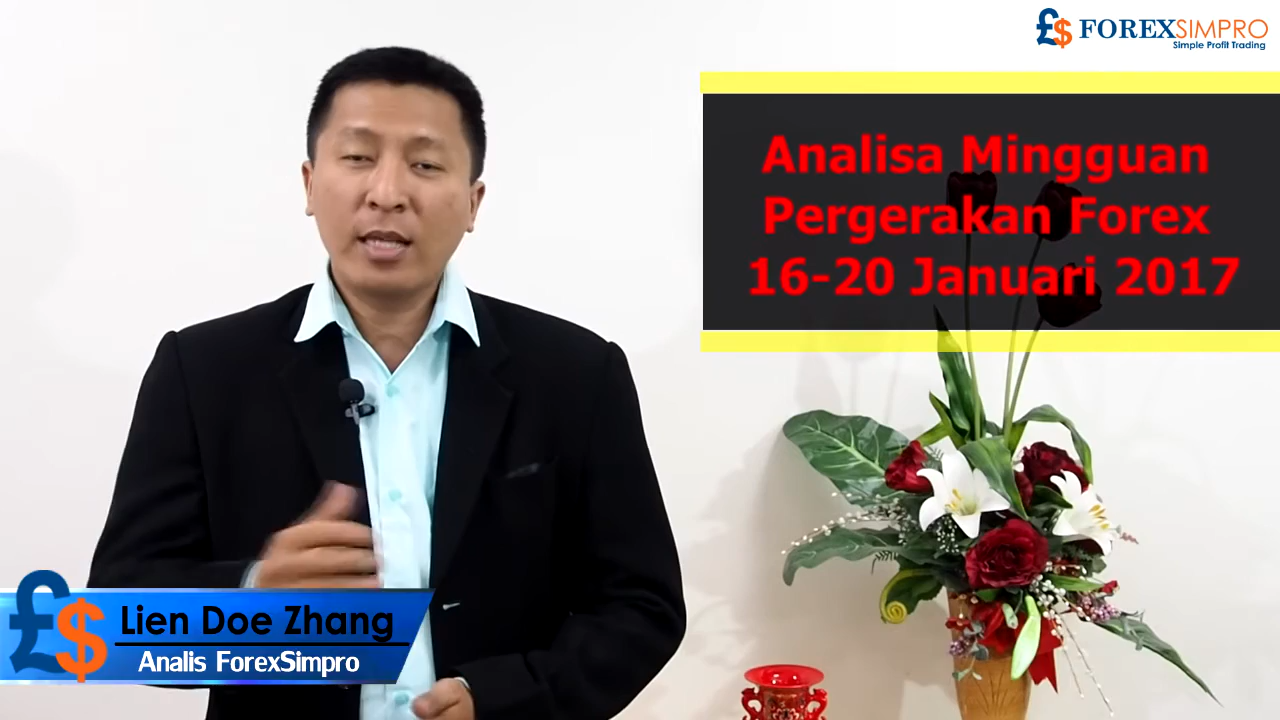 £$ FOREXSIMPRO
Simple Profit Trading
Analisa Mingguan
Pergerakan Forex
16-20 Januari 2017
£$
Lien Doe Zhang
Analis ForexSimpro